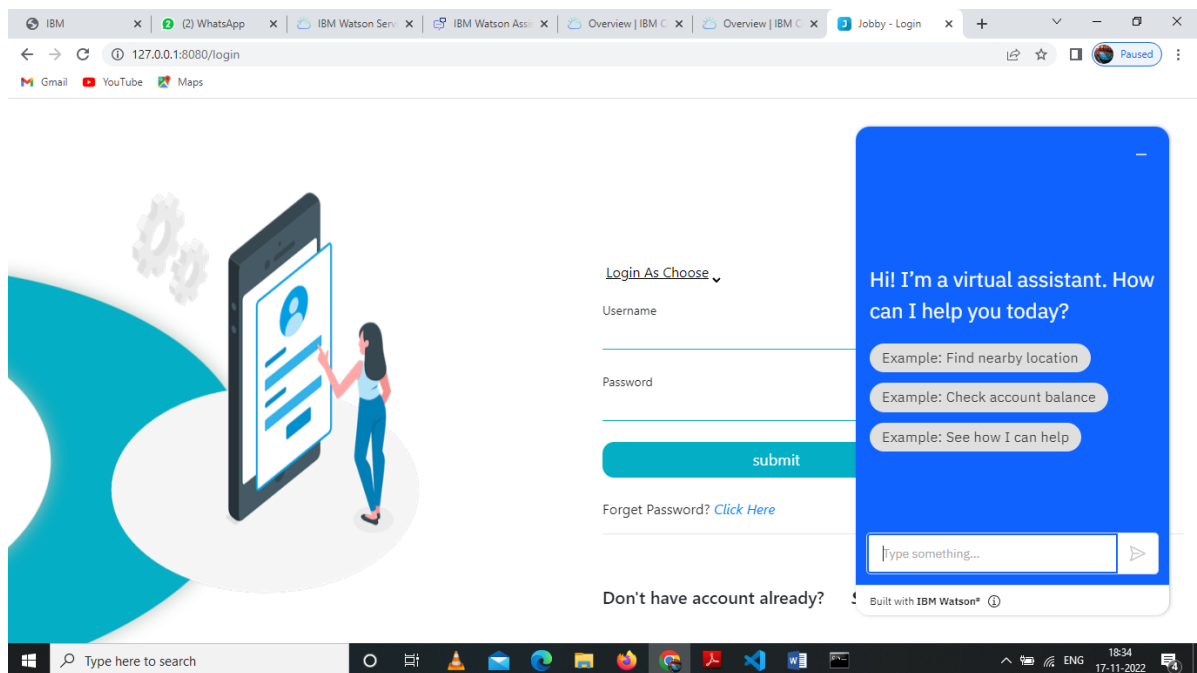 IBM
(2) WhatsApp
IBM Watson Serv
IBM Watson Assi
Overview | IBM C
Overview | IBM C
Jobby - Login
127.0.0.1:8080/login
Paused
Gmail
YouTube
Maps
Login As Choose
Username
Password
submit
Forget Password? Click Here
Don't have account already?
Hi! I'm a virtual assistant. How
can I help you today?
Example: Find nearby location
Example: Check account balance
Example: See how I can help
Type something...
Built with IBM Watson®
Type here to search
ENG
18:34
17-11-2022
4